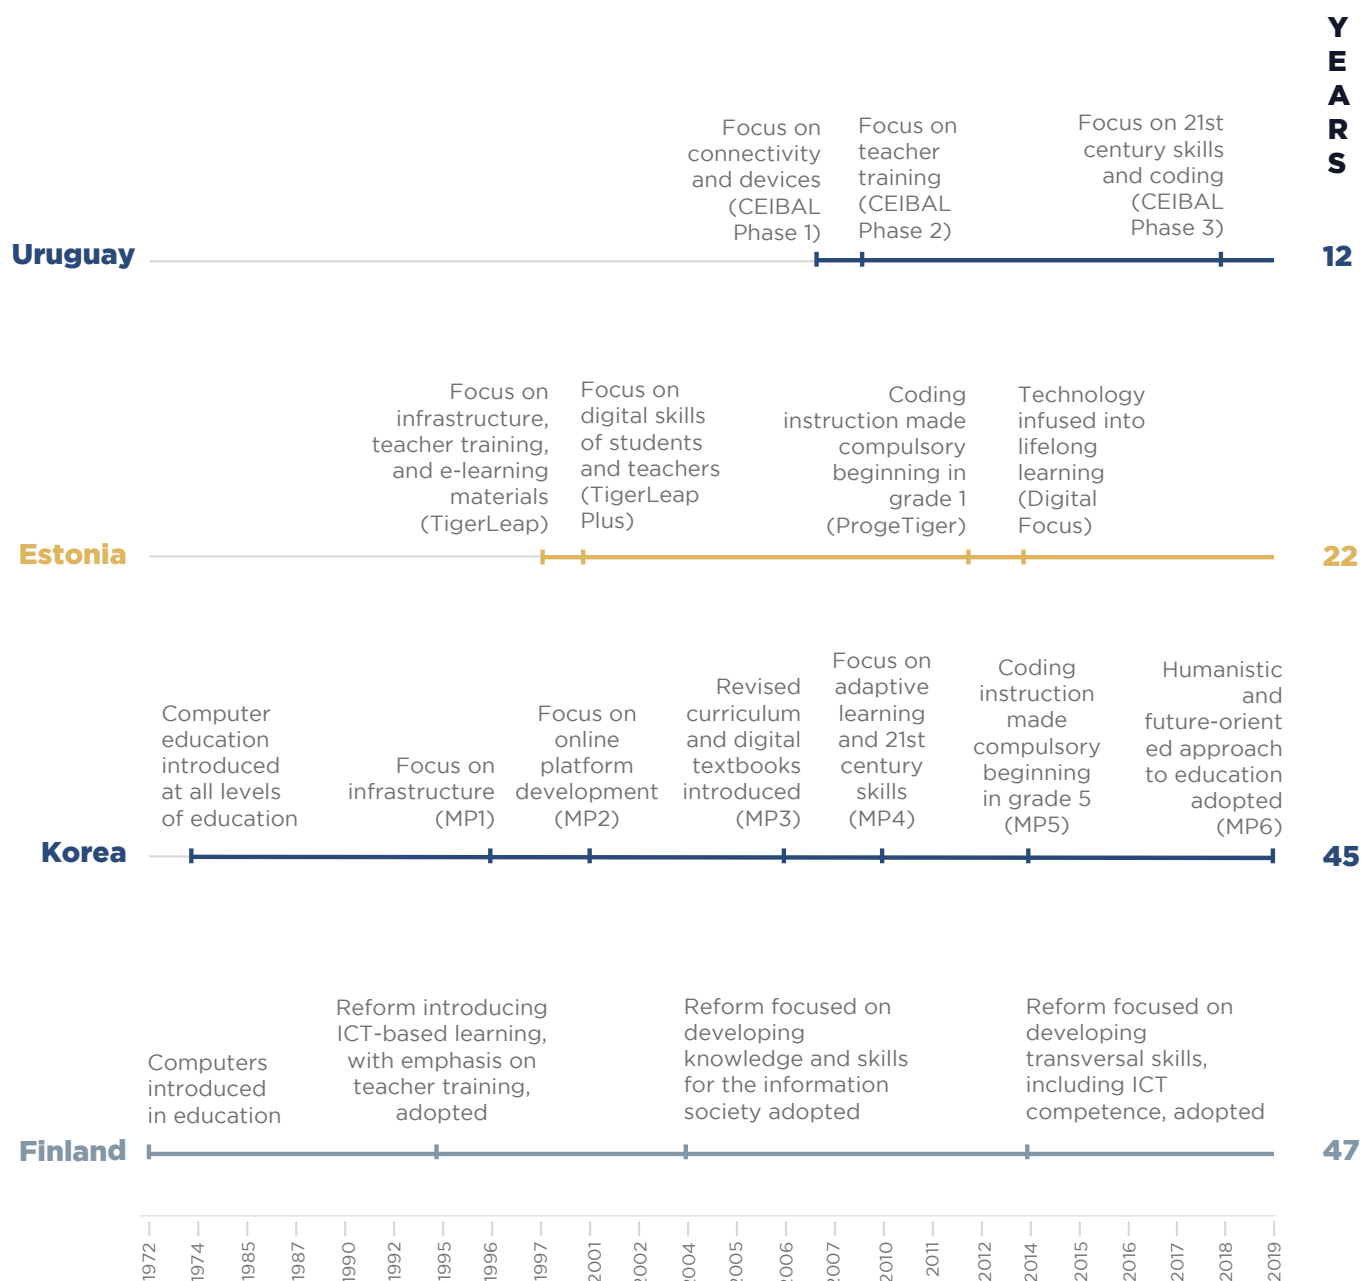 YEARS
Focus on
connectivity
and devices
(CEIBAL
Phase 1)
Focus on
teacher
training
(CEIBAL
Phase 2)
Focus on 21st
century skills
and coding
(CEIBAL
Phase 3)
Uruguay
12
Focus on
infrastructure,
teacher training,
and e-learning
materials
(TigerLeap)
Focus on
digital skills
of students
and teachers
(TigerLeap
Plus)
Coding
instruction made
compulsory
beginning in
grade 1
(ProgeTiger)
Technology
infused into
lifelong
learning
(Digital
Focus)
Estonia
22
Computer
education
introduced
at all levels
of education
Focus on
infrastructure
(MP1)
Focus on
online
platform
development
(MP2)
Revised
curriculum
and digital
textbooks
introduced
(MP3)
Focus on
adaptive
learning
and 21st
century
skills
(MP4)
Coding
instruction
made
compulsory
beginning
in grade 5
(MP5)
Humanistic
and
future-orient
ed approach
to education
adopted
(MP6)
Korea
45
Computers
introduced
in education
Reform introducing
ICT-based learning,
with emphasis on
teacher training,
adopted
Reform focused on
developing
knowledge and skills
for the information
society adopted
Reform focused on
developing
transversal skills,
including ICT
competence, adopted
Finland
47
1972
1974
1985
1987
1990
1992
1995
1996
1997
2001
2002
2004
2005
2006
2007
2010
2011
2012
2014
2015
2016
2017
2018
2019